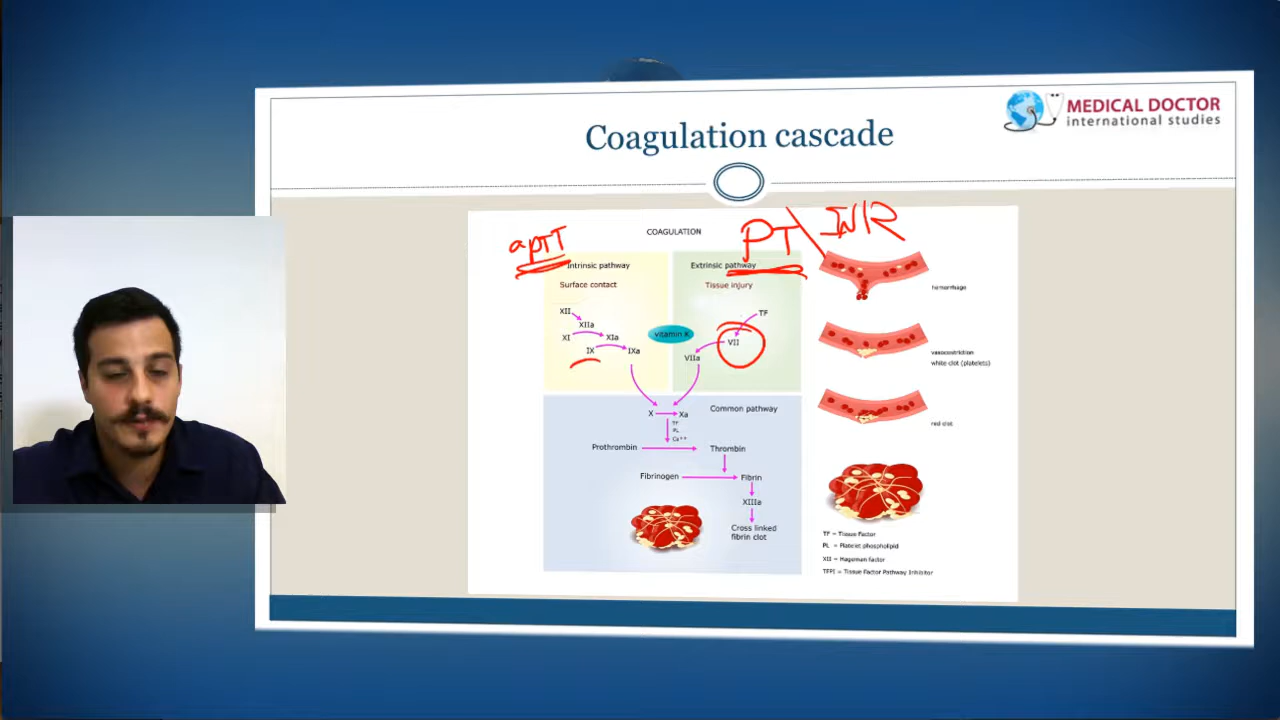 MEDICAL DOCTOR
international studies
Coagulation cascade
aPTT
PT \ INR
COAGULATION
Intrinsic pathway
Surface contact
XII
XIIa
XI
XIa
IX
IXa
vitamin K
Extrinsic pathway
Tissue injury
TF
VII
VIIa
X
Xa
TF
PL
Ca++
Common pathway
Prothrombin
Thrombin
Fibrinogen
Fibrin
XIIIa
Cross linked
fibrin clot
hemorrhage
vasoconstriction
white clot (platelets)
red clot
TF = Tissue Factor
PL = Platelet phospholipid
XII = Hageman factor
TFPI = Tissue Factor Pathway Inhibitor